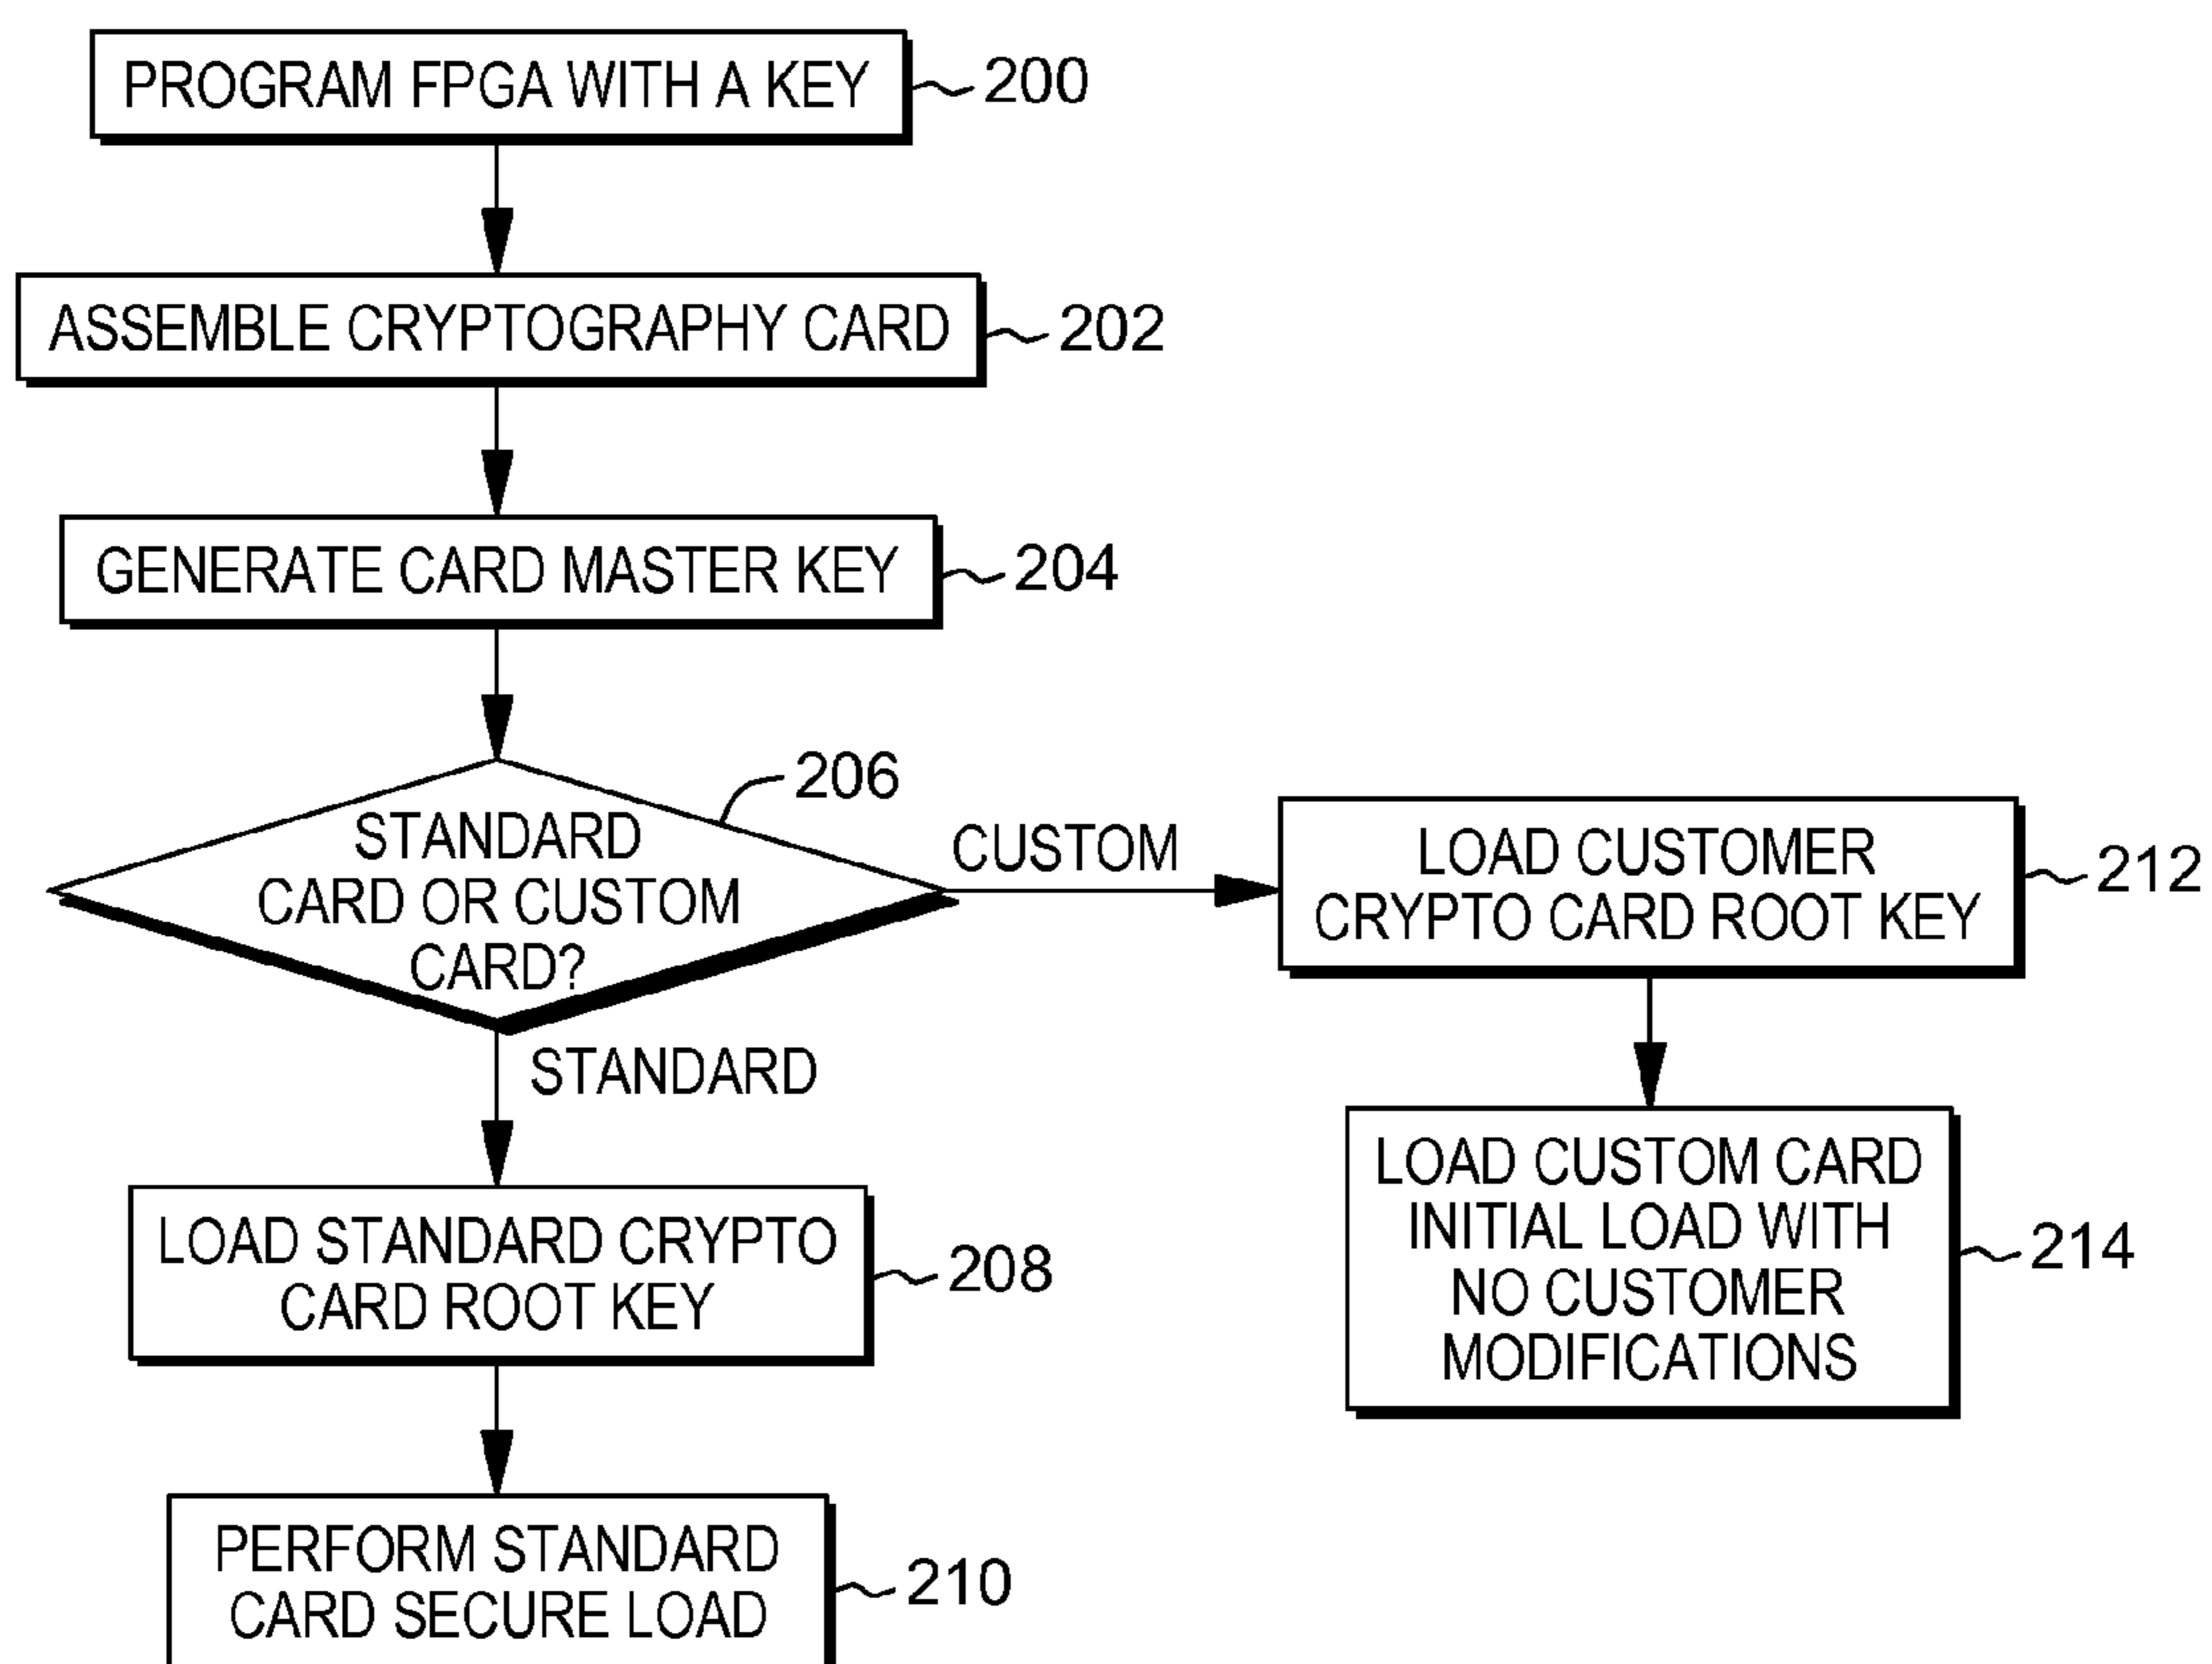 PROGRAM FPGA WITH A KEY
200
ASSEMBLE CRYPTOGRAPHY CARD
202
GENERATE CARD MASTER KEY
204
206
STANDARD
CARD OR CUSTOM
CARD?
CUSTOM
LOAD CUSTOMER
CRYPTO CARD ROOT KEY
212
STANDARD
LOAD CUSTOM CARD
INITIAL LOAD WITH
NO CUSTOMER
MODIFICATIONS
214
LOAD STANDARD CRYPTO
CARD ROOT KEY
208
PERFORM STANDARD
CARD SECURE LOAD
210